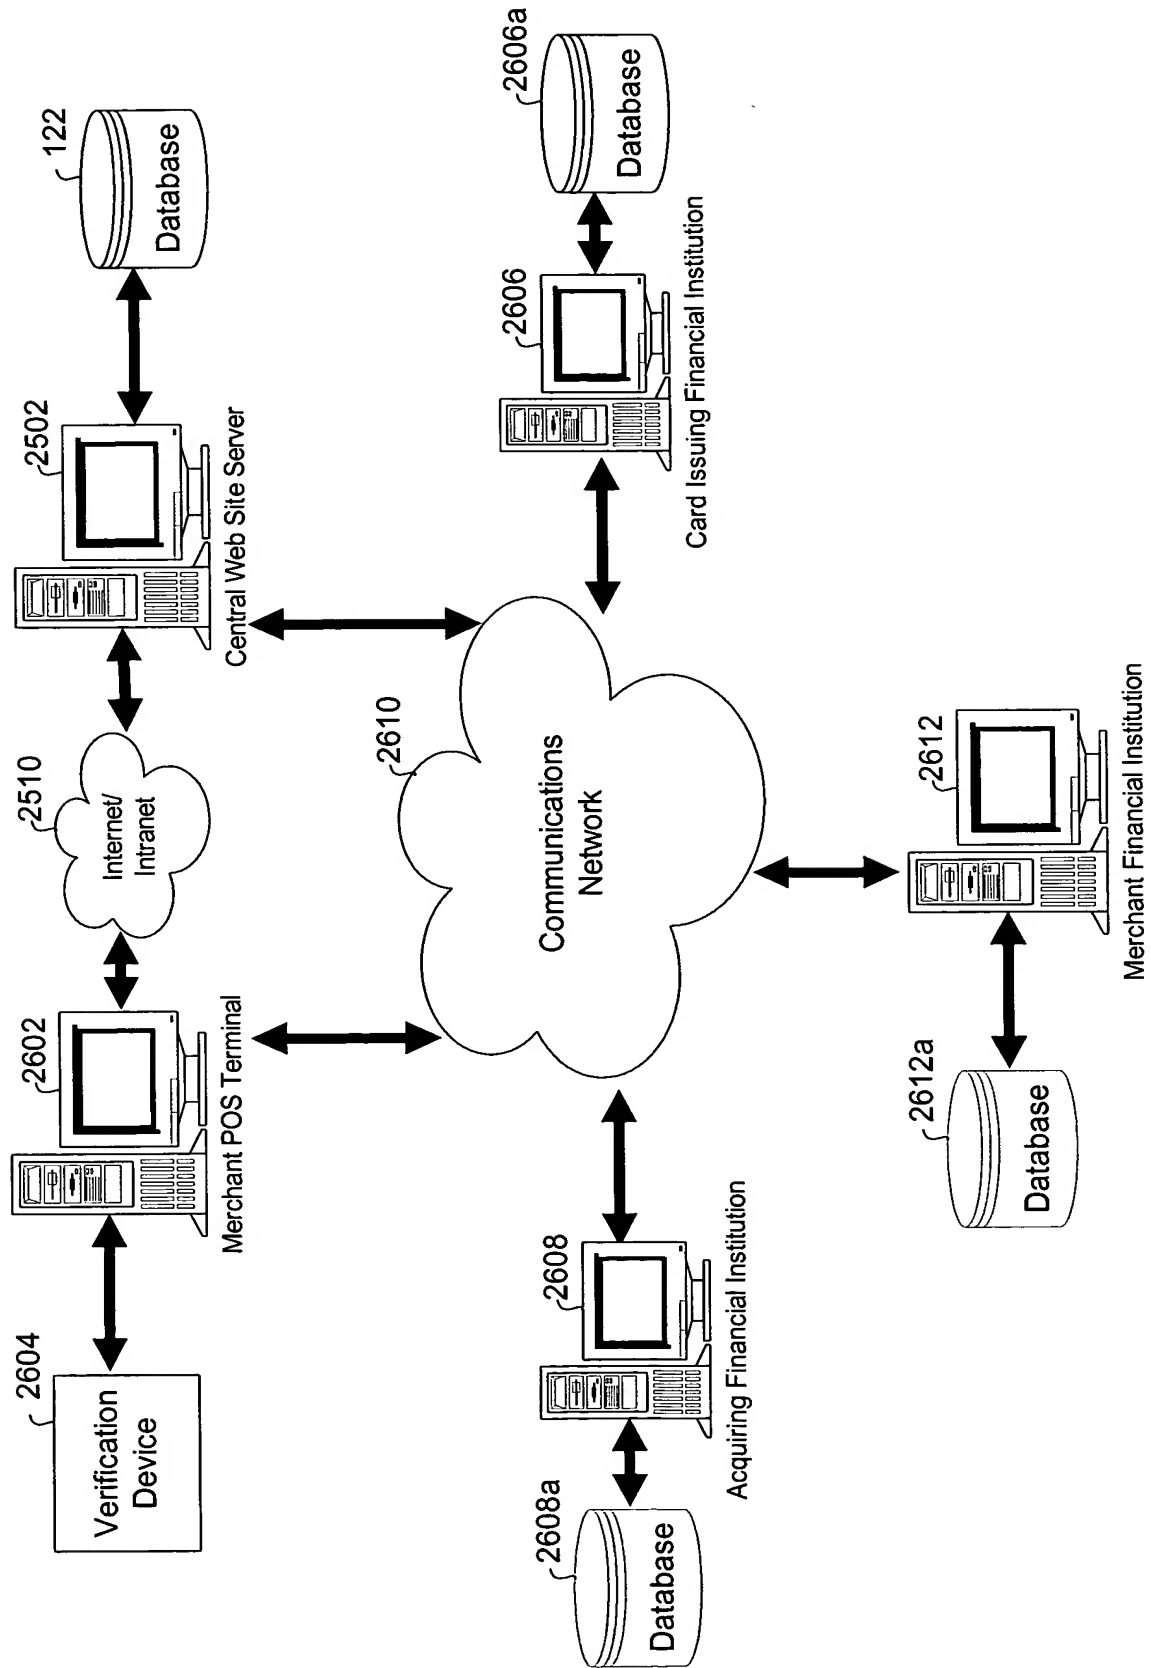 2604
Verification
Device
2602
Merchant POS Terminal
2510
Internet/
Intranet
2502
Central Web Site Server
122
Database
2610
Communications
Network
2608a
Database
2608
Acquiring Financial Institution
2606
Card Issuing Financial Institution
2606a
Database
2612a
Database
2612
Merchant Financial Institution